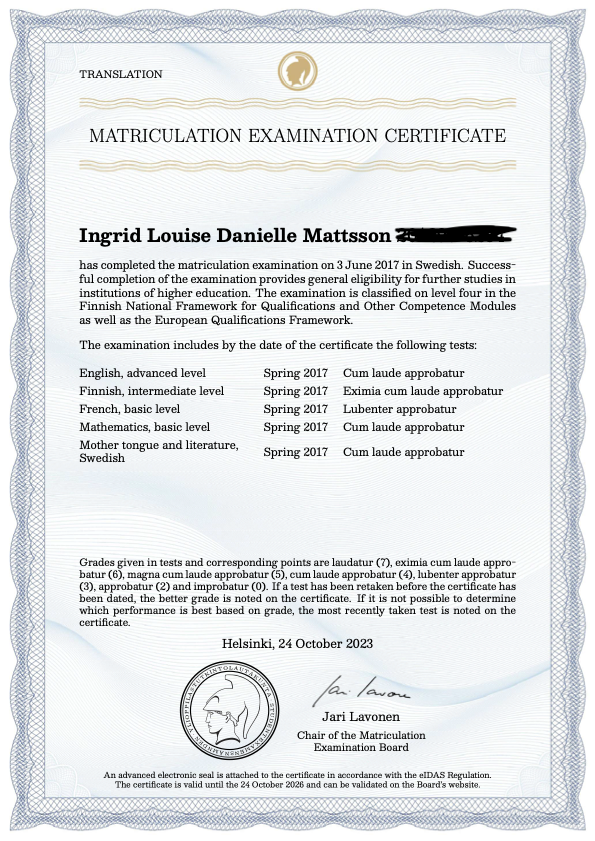 TRANSLATION
MATRICULATION EXAMINATION CERTIFICATE
Ingrid Louise Danielle Mattsson
has completed the matriculation examination on 3 June 2017 in Swedish. Success-
ful completion of the examination provides general eligibility for further studies in
institutions of higher education. The examination is classified on level four in the
Finnish National Framework for Qualifications and Other Competence Modules
as well as the European Qualifications Framework.
The examination includes by the date of the certificate the following tests:
English, advanced level Spring 2017 Cum laude approbatur
Finnish, intermediate level Spring 2017 Eximia cum laude approbatur
French, basic level Spring 2017 Lubenter approbatur
Mathematics, basic level Spring 2017 Cum laude approbatur
Mother tongue and literature,
Swedish Spring 2017 Cum laude approbatur
Grades given in tests and corresponding points are laudatur (7), eximia cum laude appro-
batur (6), magna cum laude approbatur (5), cum laude approbatur (4), lubenter approbatur
(3), approbatur (2) and improbatur (0). If a test has been retaken before the certificate has
been dated, the better grade is noted on the certificate. If it is not possible to determine
which performance is best based on grade, the most recently taken test is noted on the
certificate.
Helsinki, 24 October 2023
YLIOPPILASTUTKINTOLAUTAKUNTA STUDENTEXAMENSNÄMNDEN
Jari Lavonen
Jari Lavonen
Chair of the Matriculation
Examination Board
An advanced electronic seal is attached to the certificate in accordance with the eIDAS Regulation.
The certificate is valid until the 24 October 2026 and can be validated on the Board's website.